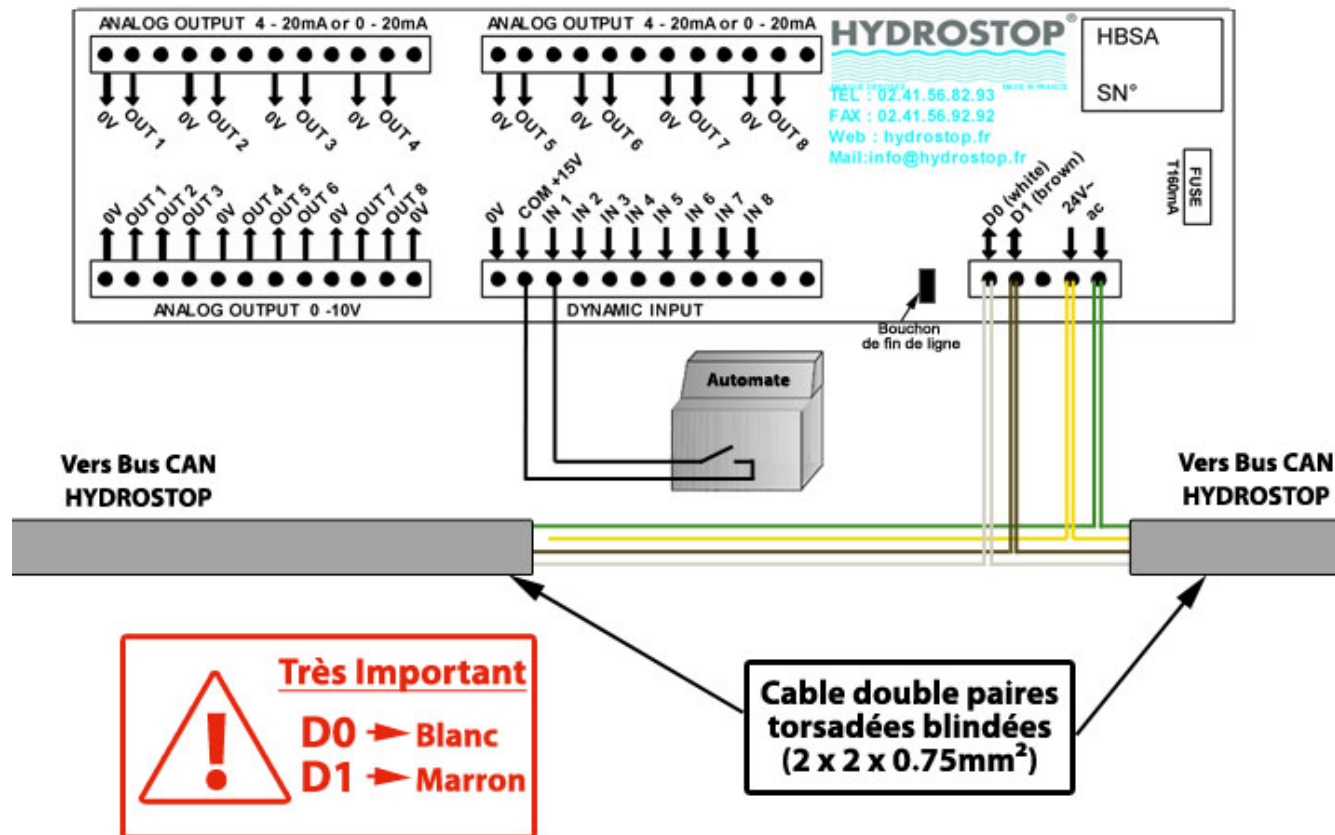 ANALOG OUTPUT 4 - 20mA or 0 - 20mA
ANALOG OUTPUT 4 - 20mA or 0 - 20mA
0V OUT 1 0V OUT 2 0V OUT 3 0V OUT 4
0V OUT 5 0V OUT 6 0V OUT 7 0V OUT 8
HYDROSTOP®
MADE IN FRANCE
TEL : 02.41.56.82.93
FAX : 02.41.56.92.92
Web : hydrostop.fr
Mail:info@hydrostop.fr
HBSA
SN°
FUSE
T160mA
0V OUT 1 OUT 2 OUT 3 0V OUT 4 OUT 5 OUT 6 0V OUT 7 OUT 8 0V
ANALOG OUTPUT 0 -10V
0V COM +15V IN 1 IN 2 IN 3 IN 4 IN 5 IN 6 IN 7 IN 8
DYNAMIC INPUT
D0 (white) D1 (brown) 24V~ ac
Bouchon
de fin de ligne
Automate
Vers Bus CAN
HYDROSTOP
Vers Bus CAN
HYDROSTOP
Très Important
D0 Blanc
D1 Marron
Cable double paires
torsadées blindées
(2 x 2 x 0.75mm²)